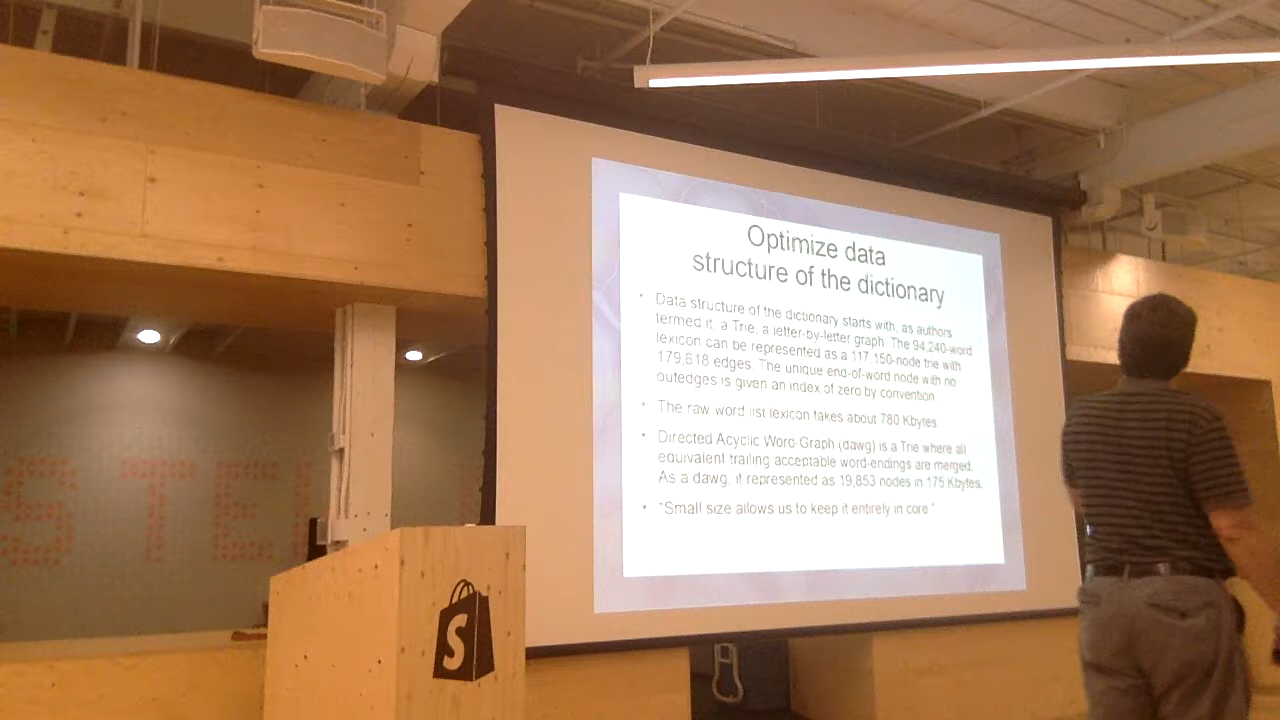 Optimize data
structure of the dictionary
• Data structure of the dictionary starts with, as authors
termed it, a Trie, a letter-by-letter graph. The 94,240-word
lexicon can be represented as a 117,150-node trie with
179,618 edges. The unique end-of-word node with no
outedges is given an index of zero by convention
• The raw word list lexicon takes about 780 Kbytes.
• Directed Acyclic Word-Graph (dawg) is a Trie where all
equivalent trailing acceptable word-endings are merged.
As a dawg, it represented as 19,853 nodes in 175 Kbytes.
• "Small size allows us to keep it entirely in core"
STE
S